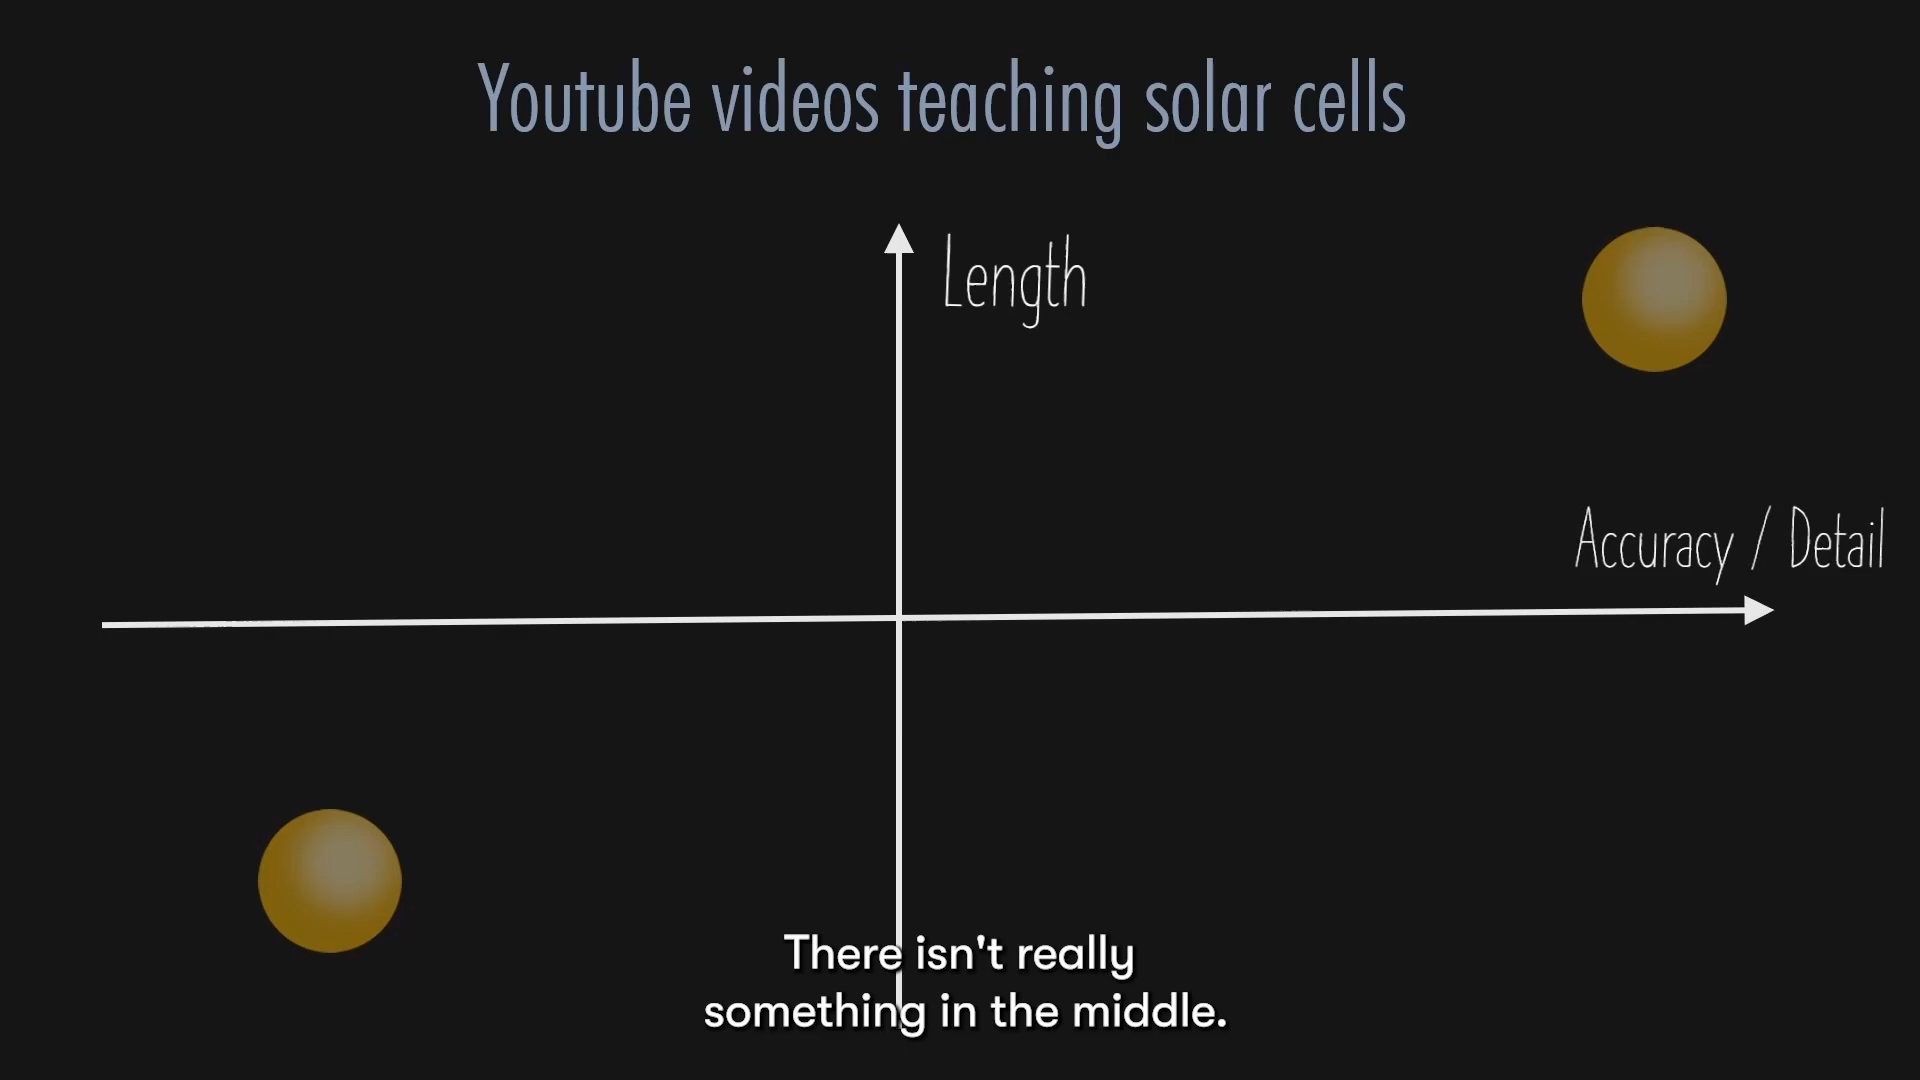 Youtube videos teaching solar cells
Length
Accuracy / Detail
There isn't really
something in the middle.